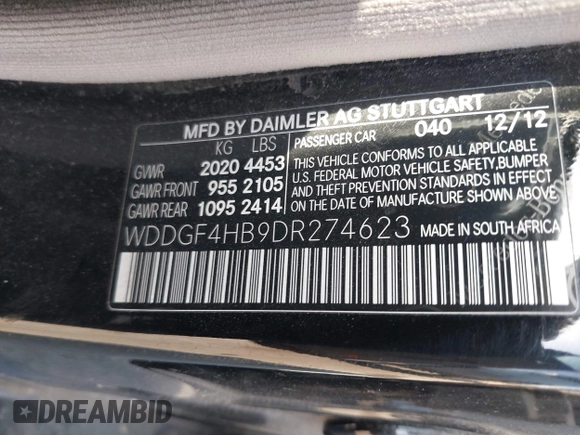 MFD BY DAIMLER AG STUTTGART
KG LBS PASSENGER CAR 040 12/12
GVWR 2020 4453
GAWR FRONT 955 2105
GAWR REAR 1095 2414
THIS VEHICLE CONFORMS TO ALL APPLICABLE
U.S. FEDERAL MOTOR VEHICLE SAFETY, BUMPER
AND THEFT PREVENTION STANDARDS IN EFFECT
ON THE DATE OF MANUFACTURE SHOWN ABOVE.
WDDGF4HB9DR274623 MADE IN SOUTH AFRICA
DREAMBID